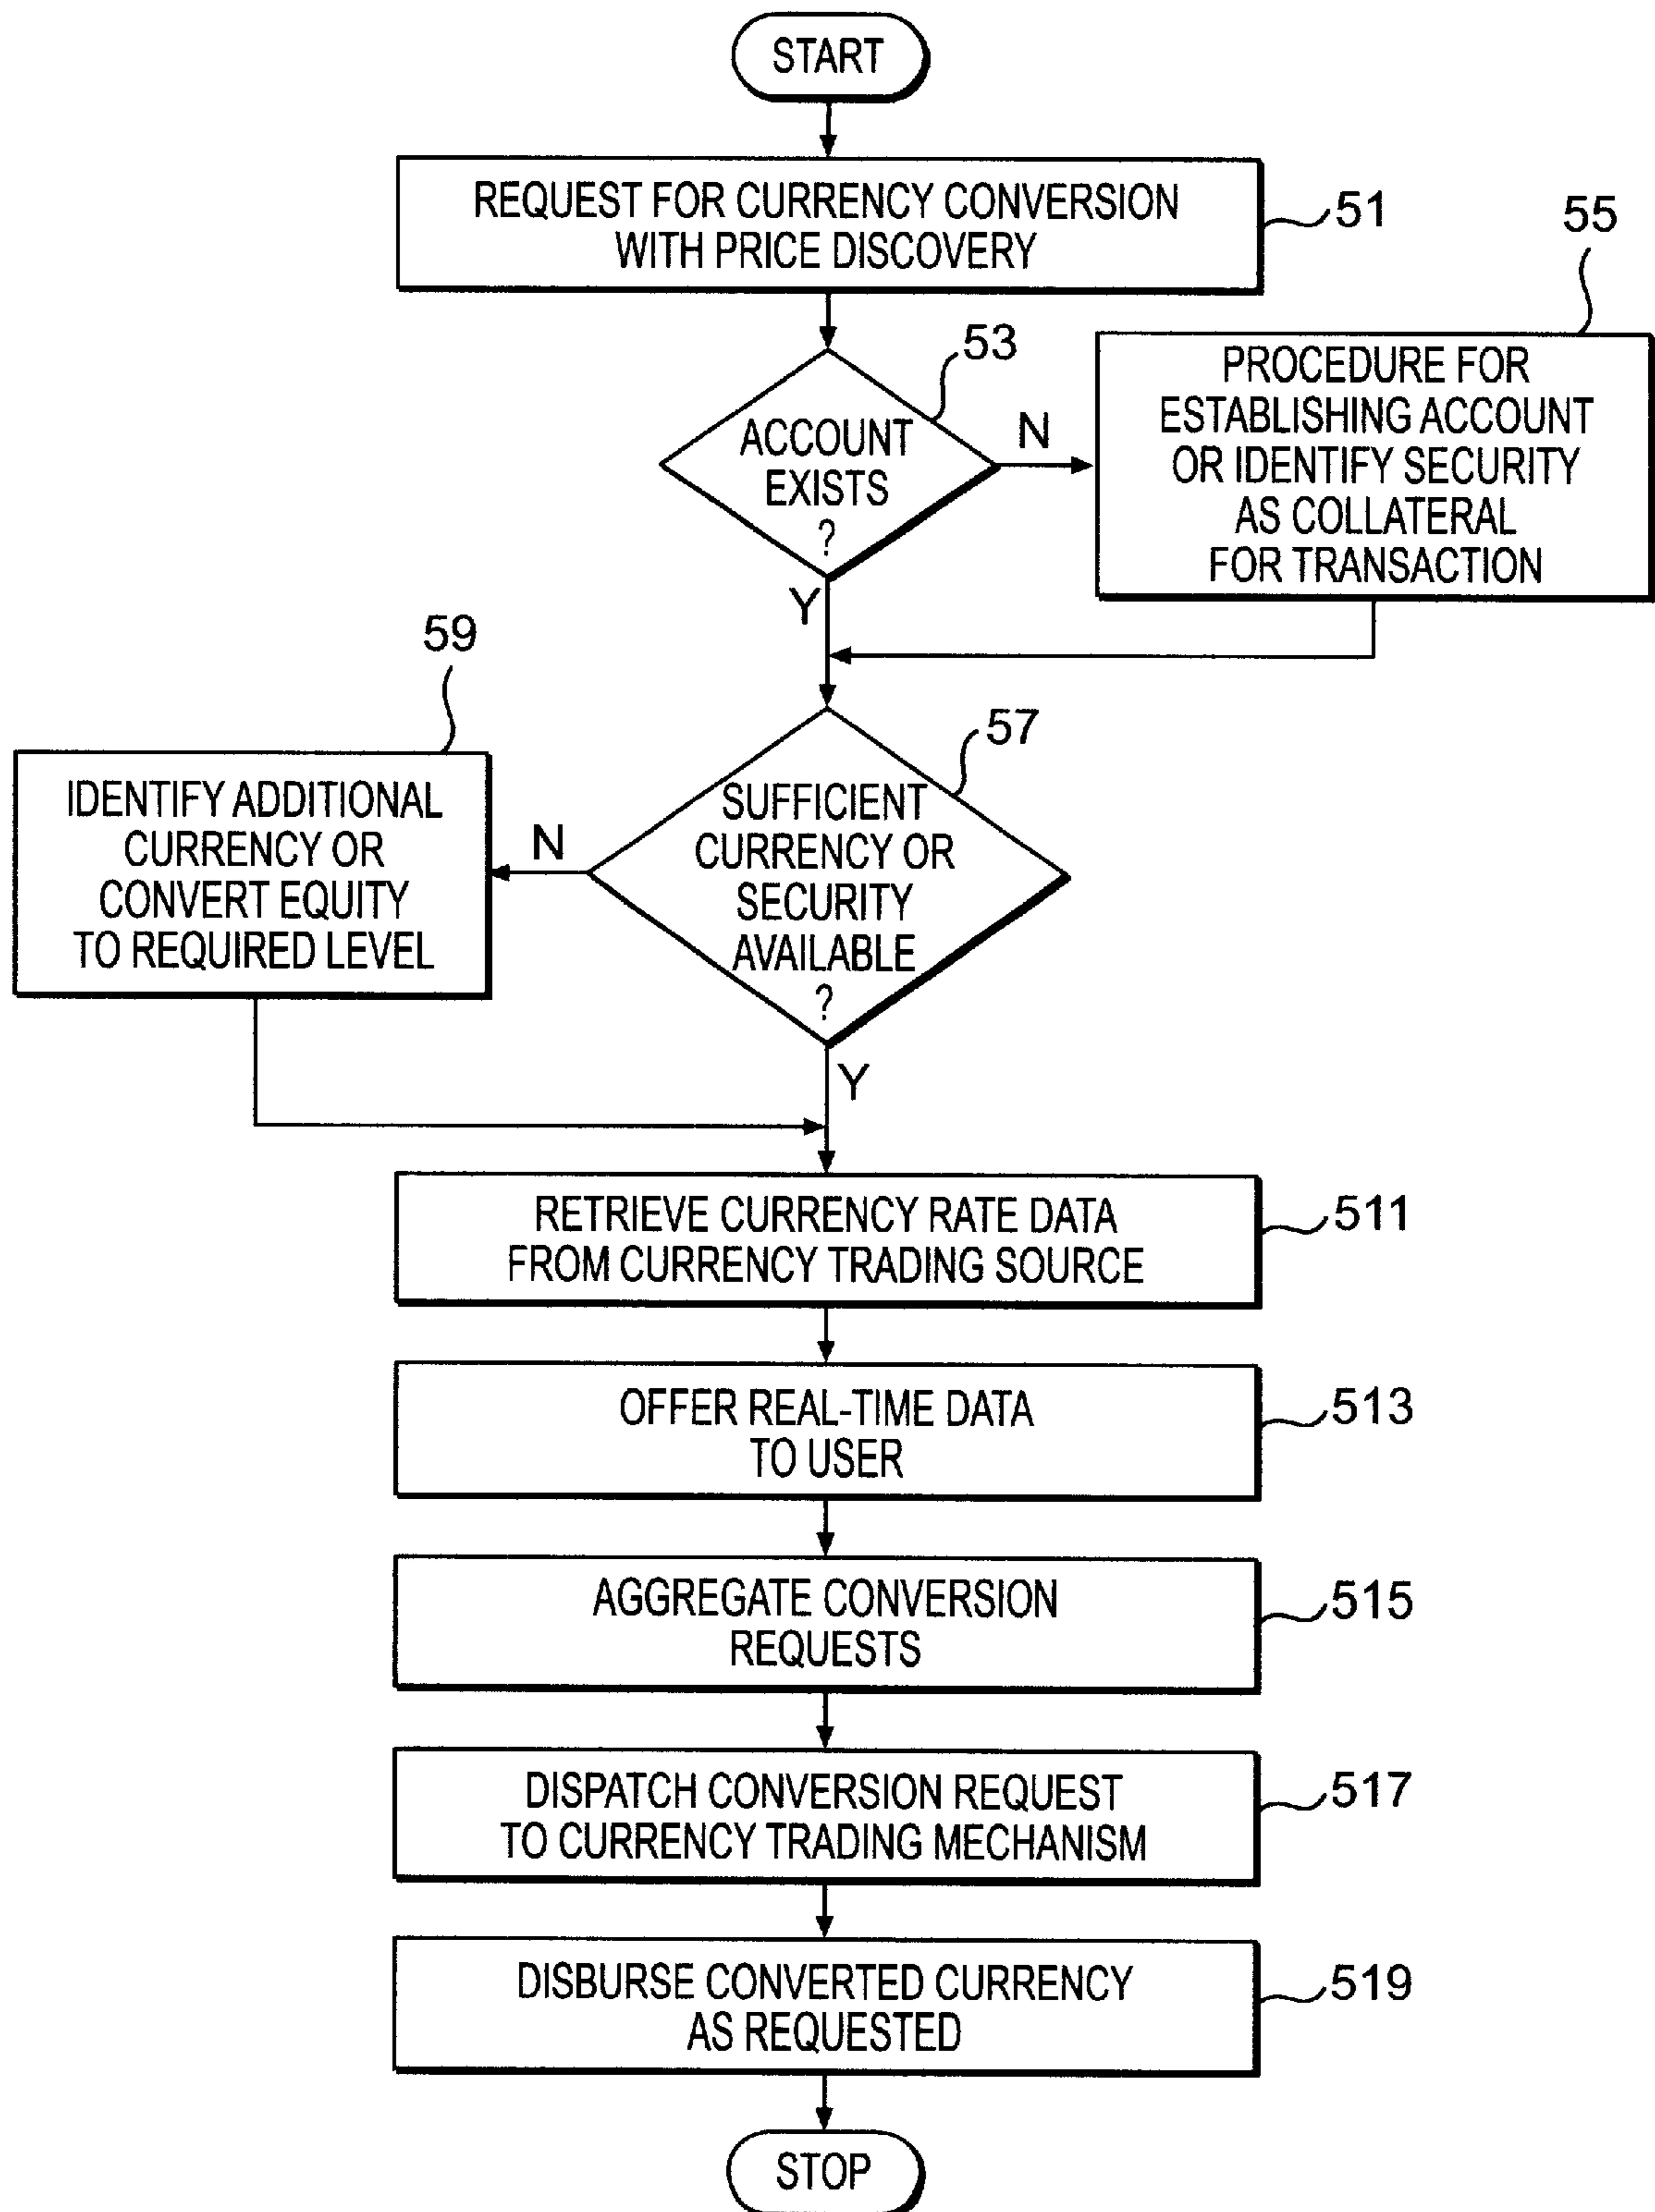 START
REQUEST FOR CURRENCY CONVERSION
WITH PRICE DISCOVERY
51
55
53
ACCOUNT
EXISTS
?
N
PROCEDURE FOR
ESTABLISHING ACCOUNT
OR IDENTIFY SECURITY
AS COLLATERAL
FOR TRANSACTION
Y
59
57
IDENTIFY ADDITIONAL
CURRENCY OR
CONVERT EQUITY
TO REQUIRED LEVEL
N
SUFFICIENT
CURRENCY OR
SECURITY
AVAILABLE
?
Y
RETRIEVE CURRENCY RATE DATA
FROM CURRENCY TRADING SOURCE
511
OFFER REAL-TIME DATA
TO USER
513
AGGREGATE CONVERSION
REQUESTS
515
DISPATCH CONVERSION REQUEST
TO CURRENCY TRADING MECHANISM
517
DISBURSE CONVERTED CURRENCY
AS REQUESTED
519
STOP